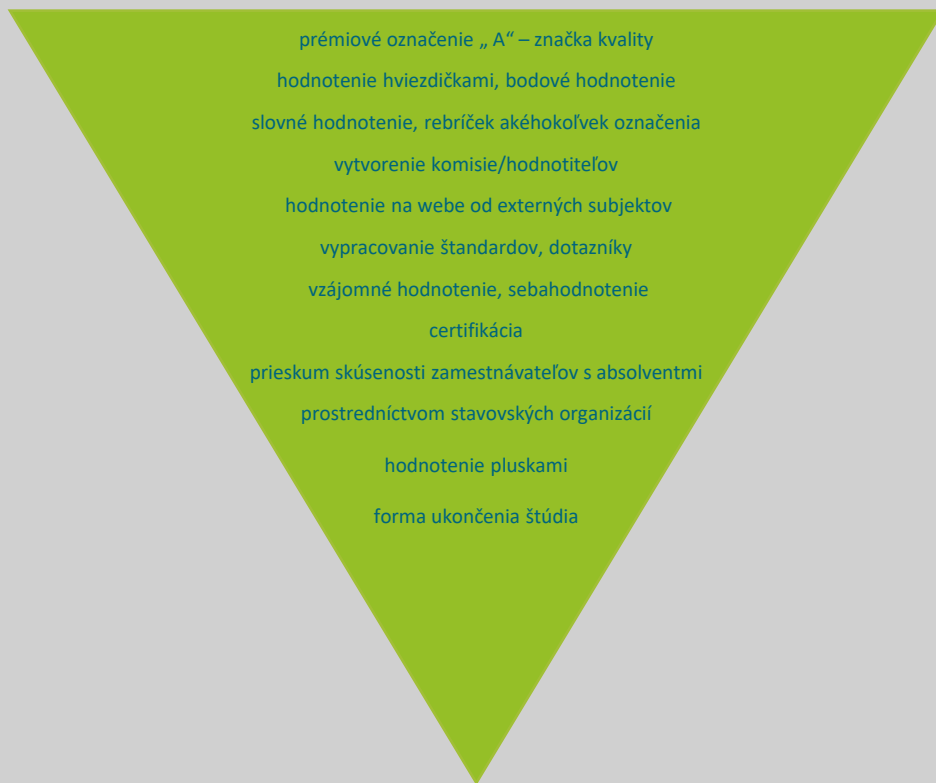 prémiové označenie „ A“ – značka kvality
hodnotenie hviezdičkami, bodové hodnotenie
slovné hodnotenie, rebríček akéhokoľvek označenia
vytvorenie komisie/hodnotiteľov
hodnotenie na webe od externých subjektov
vypracovanie štandardov, dotazníky
vzájomné hodnotenie, sebahodnotenie
certifikácia
prieskum skúsenosti zamestnávateľov s absolventmi
prostredníctvom stavovských organizácií
hodnotenie pluskami
forma ukončenia štúdia